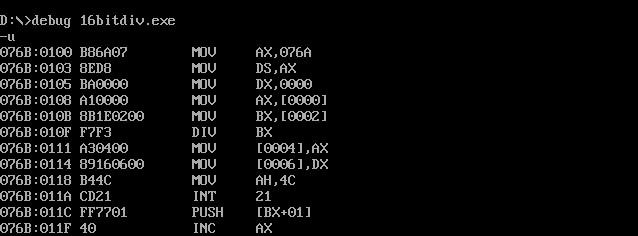 D:\>debug 16bitdiv.exe
-u
076B:0100 B86A07 MOV AX,076A
076B:0103 8ED8 MOV DS,AX
076B:0105 BA0000 MOV DX,0000
076B:0108 A10000 MOV AX,[0000]
076B:010B 8B1E0200 MOV BX,[0002]
076B:010F F7F3 DIV BX
076B:0111 A30400 MOV [0004],AX
076B:0114 89160600 MOV [0006],DX
076B:0118 B44C MOV AH,4C
076B:011A CD21 INT 21
076B:011C FF7701 PUSH [BX+01]
076B:011F 40 INC AX